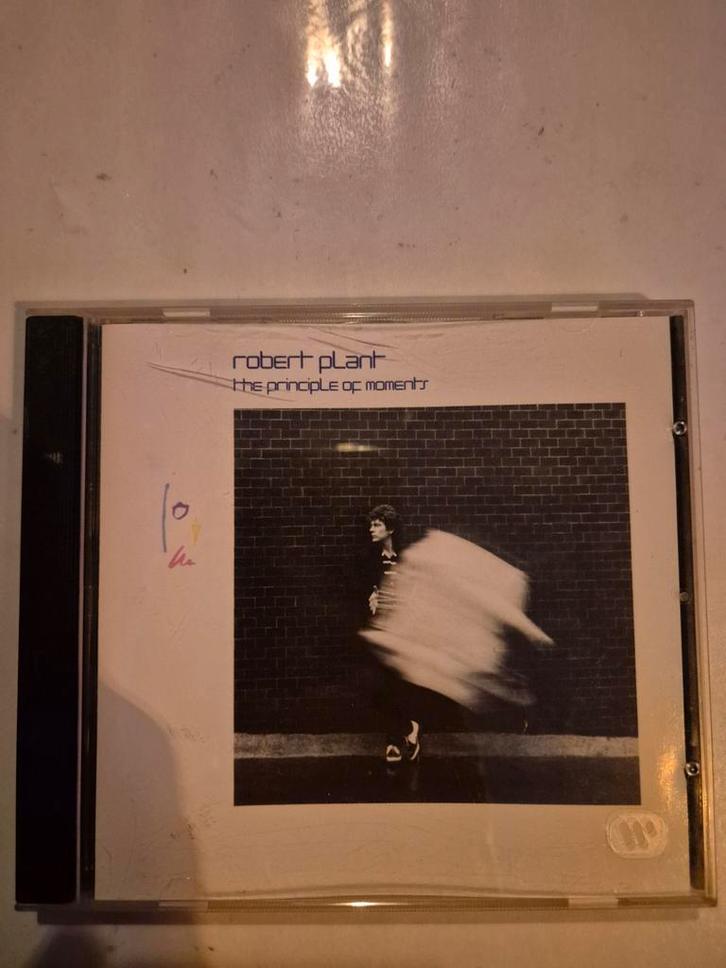 robert plant
the principle of moments